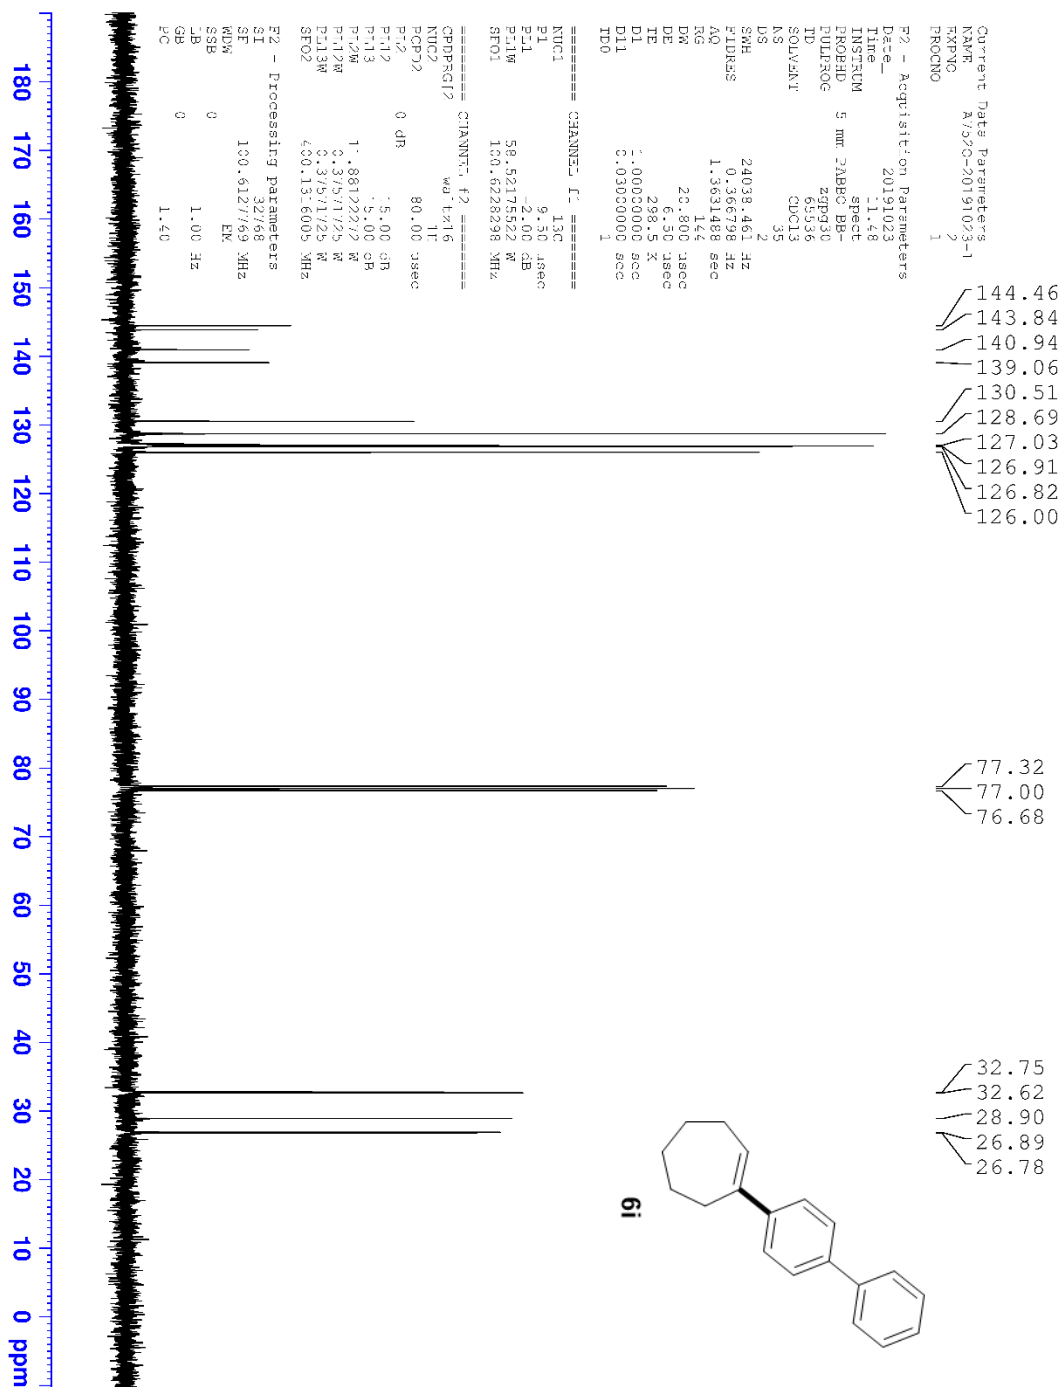 Current Data Parameters
NAME A7520-20191023-1
EXPNO 2
PROCNO 1
F2 - Acquisition Parameters
Date_ 20191023
Time 11.48
INSTRUM spect
PROBHD 5 mm PABBO BB-
PULPROG zgpg30
TD 65536
SOLVENT CDCl3
NS 35
DS 2
SWH 24038.461 Hz
FIDRES 0.366798 Hz
AQ 1.3631488 sec
RG 144
DW 20.800 usec
DE 6.50 usec
TE 298.5 K
D1 1.00000000 sec
D11 0.03000000 sec
TD0 1
======== CHANNEL f1 ========
NUC1 13C
P1 9.50 usec
PL1 -2.00 dB
PL1W 58.52175522 W
SFO1 100.6228298 MHz
======== CHANNEL f2 ========
CPDPRG[2 waltz16
NUC2 1H
PCPD2 80.00 usec
PL2 0 dB
PL12 15.00 dB
PL13 15.00 dB
PL2W 11.88122272 W
PL12W 0.37571725 W
PL13W 0.37571725 W
SFO2 400.1316005 MHz
F2 - Processing parameters
SI 32768
SF 100.6127769 MHz
WDW EM
SSB 0
LB 1.00 Hz
GB 0
PC 1.40
144.46
143.84
140.94
139.06
130.51
128.69
127.03
126.91
126.82
126.00
77.32
77.00
76.68
32.75
32.62
28.90
26.89
26.78
6i
180 170 160 150 140 130 120 110 100 90 80 70 60 50 40 30 20 10 0 ppm